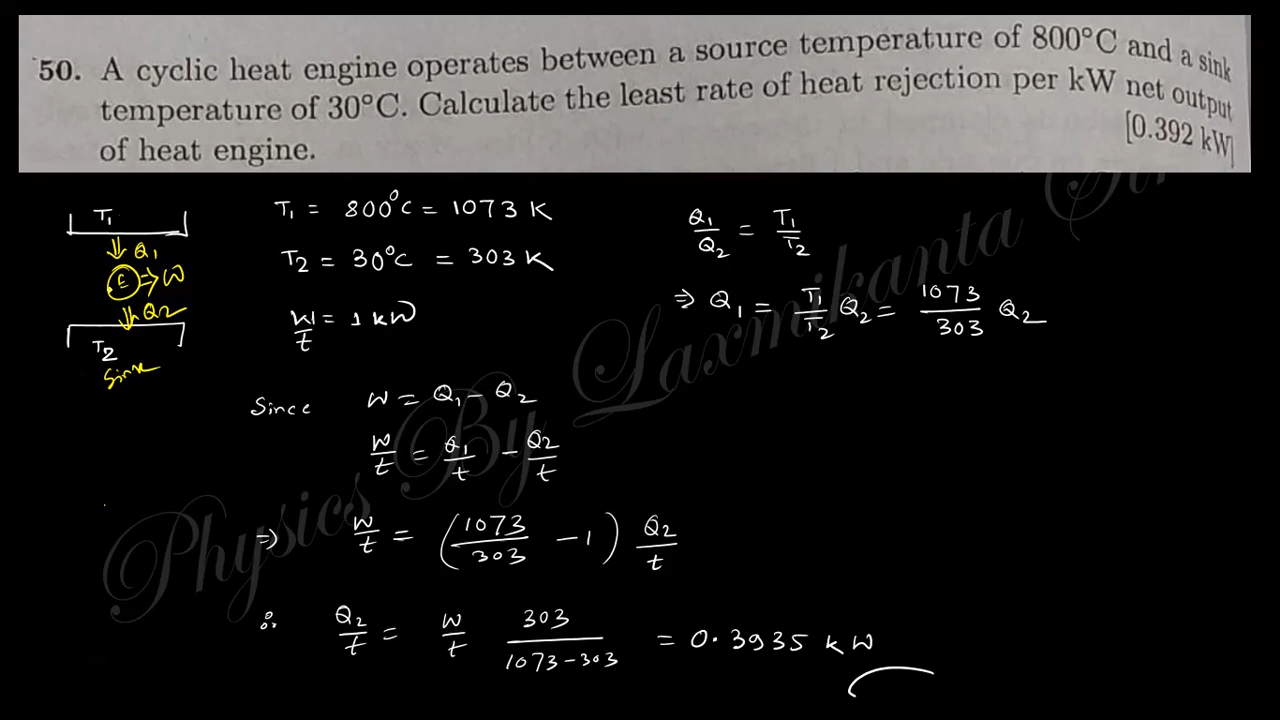 50. A cyclic heat engine operates between a source temperature of 800°C and a sink
temperature of 30°C. Calculate the least rate of heat rejection per kW net output
of heat engine.
[0.392 kW]
T₁
Q₁
E ⇒ W
Q₂
T₂
Sink
T₁ = 800°C = 1073 K
T₂ = 30°C = 303 K
W/t = 1 kW
Q₁/Q₂ = T₁/T₂
⇒ Q₁ = T₁/T₂ Q₂ = 1073/303 Q₂
Since W = Q₁ - Q₂
W/t = Q₁/t - Q₂/t
⇒ W/t = (1073/303 - 1) Q₂/t
∴ Q₂/t = W/t 303/1073-303 = 0.3935 kW
Physics By Laxmikanta